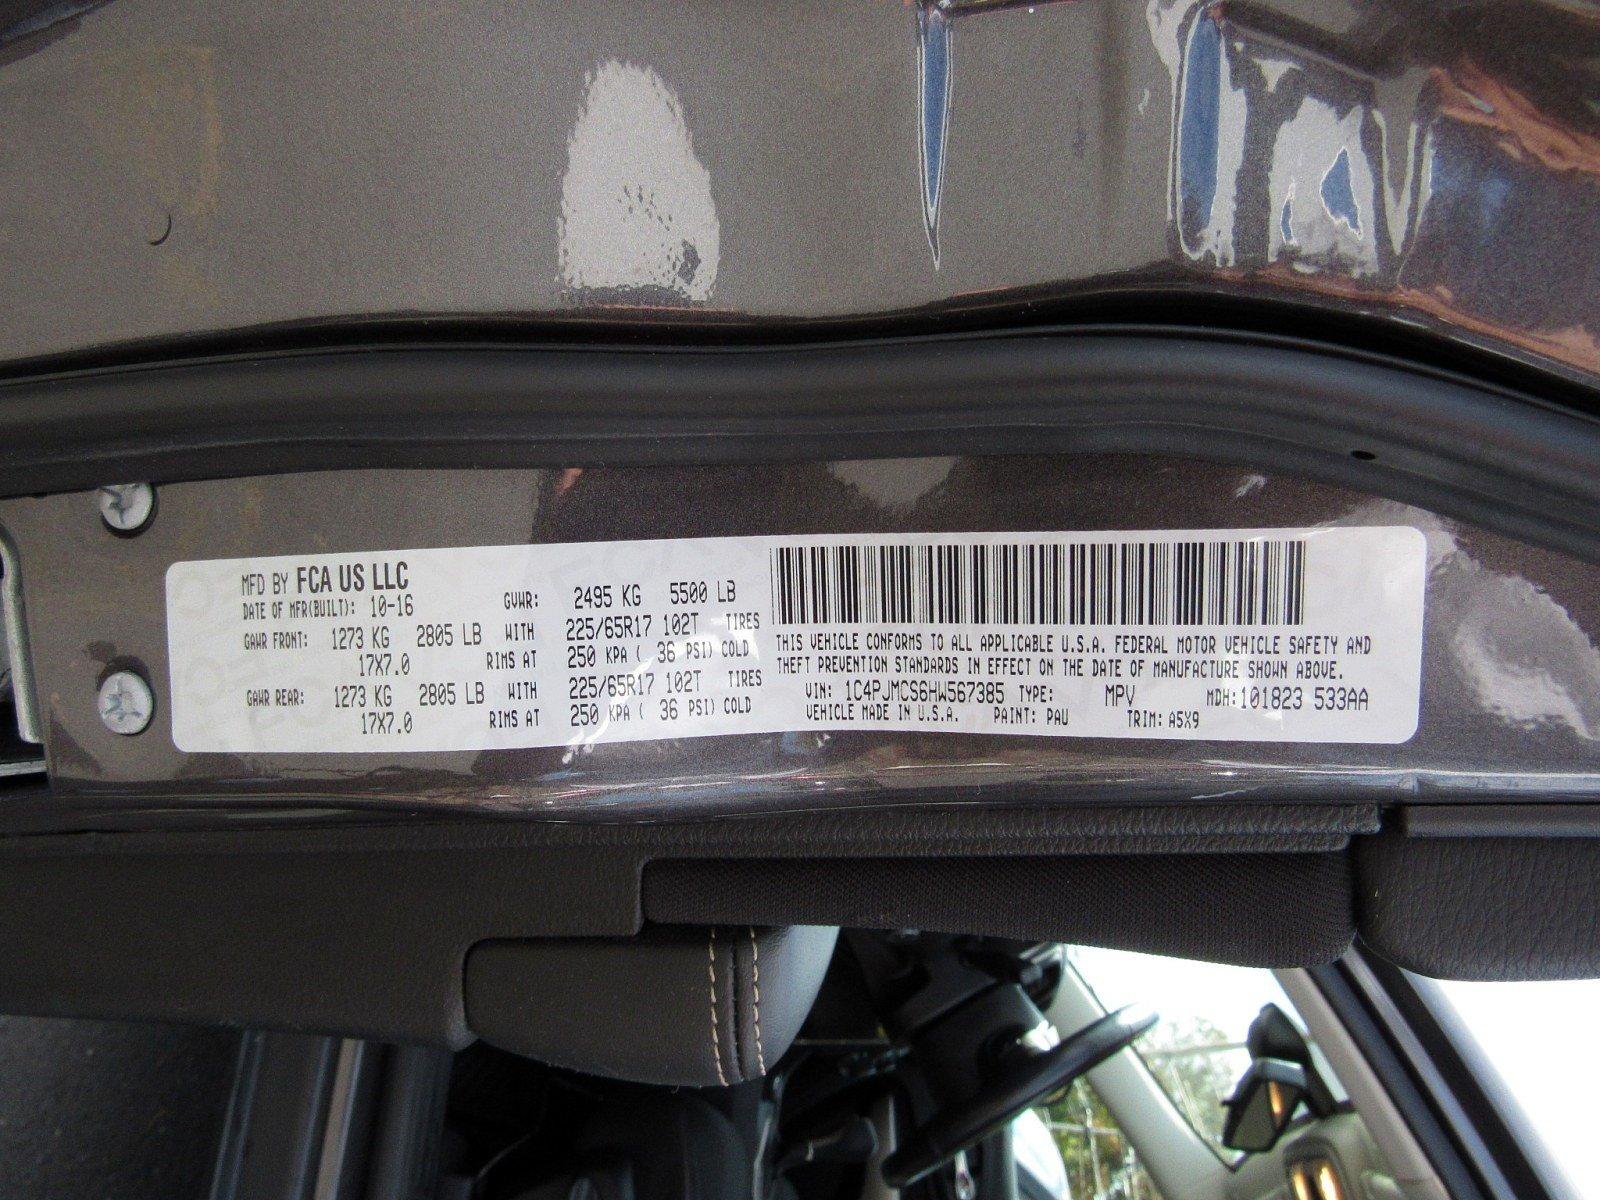 MFD BY FCA US LLC
DATE OF MFR(BUILT): 10-16 GVWR: 2495 KG 5500 LB
GAWR FRONT: 1273 KG 2805 LB WITH 225/65R17 102T TIRES
17X7.0 RIMS AT 250 KPA ( 36 PSI) COLD
GAWR REAR: 1273 KG 2805 LB WITH 225/65R17 102T TIRES
17X7.0 RIMS AT 250 KPA ( 36 PSI) COLD
THIS VEHICLE CONFORMS TO ALL APPLICABLE U.S.A. FEDERAL MOTOR VEHICLE SAFETY AND
THEFT PREVENTION STANDARDS IN EFFECT ON THE DATE OF MANUFACTURE SHOWN ABOVE.
VIN: 1C4PJMCS6HW567385 TYPE: MPV MDH:101823 533AA
VEHICLE MADE IN U.S.A. PAINT: PAU TRIM: A5X9